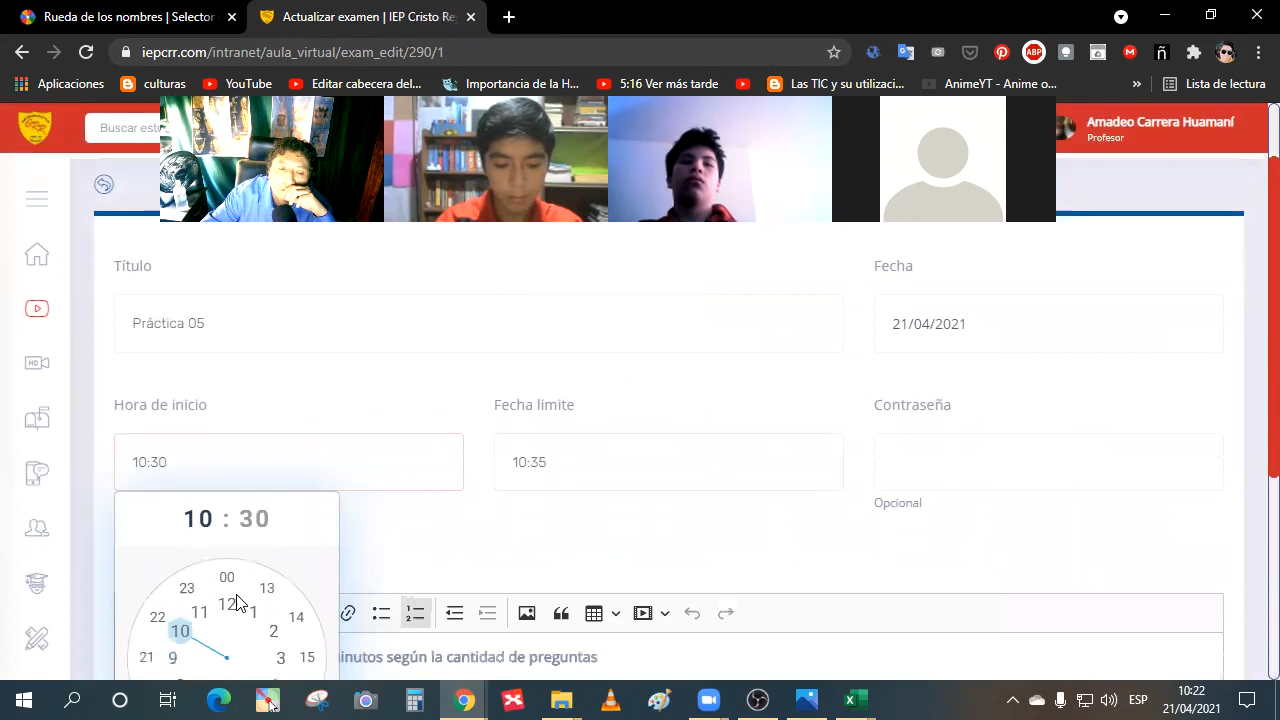 Rueda de los nombres | Selector
Actualizar examen | IEP Cristo Re
iepcrr.com/intranet/aula_virtual/exam_edit/290/1
ABP
ñ
Aplicaciones
culturas
YouTube
Editar cabecera del...
Importancia de la H...
5:16 Ver más tarde
Las TIC y su utilizaci...
AnimeYT - Anime o...
»
Lista de lectura
Buscar estu
Amadeo Carrera Huamaní
Profesor
Título
Fecha
Práctica 05
21/04/2021
Hora de inicio
Fecha limite
Contraseña
10:30
10:35
Opcional
10 : 30
00
23
13
12
11
1
22
14
10
2
21
9
3
15
inutos según la cantidad de preguntas
ESP
10:22
21/04/2021